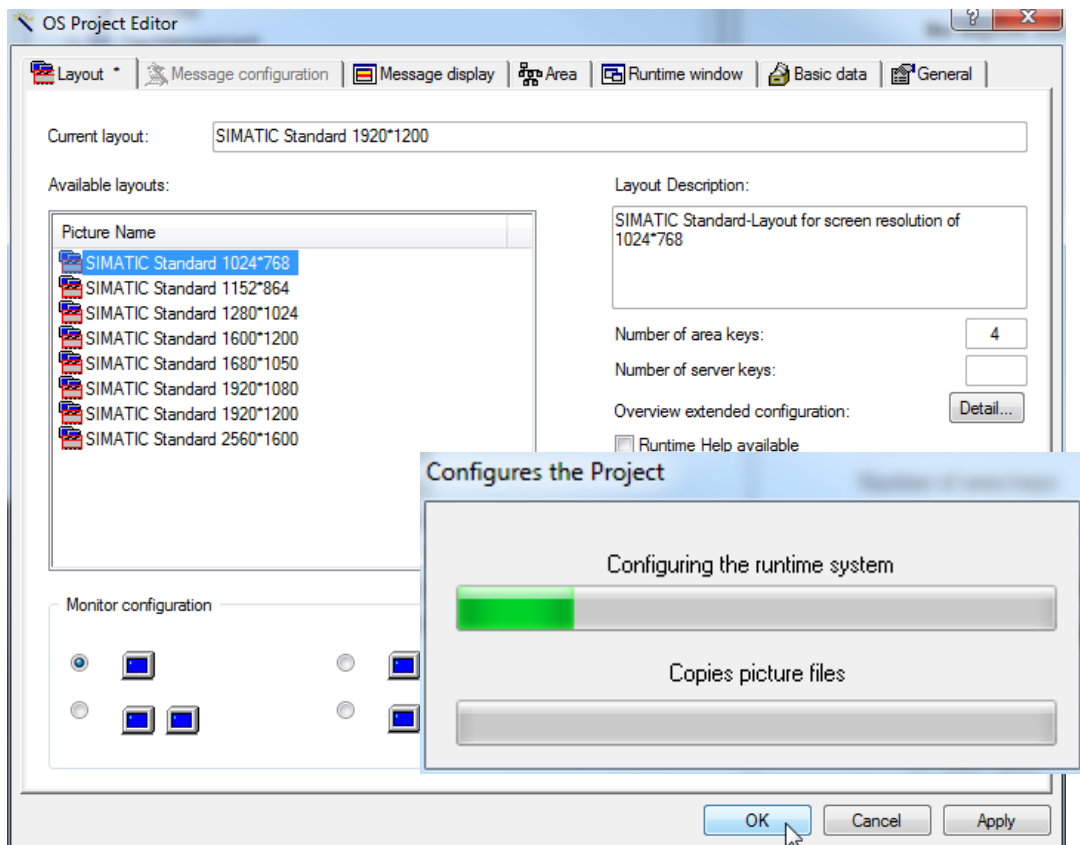 OS Project Editor
Layout *
Message configuration
Message display
Area
Runtime window
Basic data
General
Current layout:
SIMATIC Standard 1920*1200
Available layouts:
Layout Description:
Picture Name
SIMATIC Standard-Layout for screen resolution of
1024*768
SIMATIC Standard 1024*768
SIMATIC Standard 1152*864
SIMATIC Standard 1280*1024
SIMATIC Standard 1600*1200
SIMATIC Standard 1680*1050
SIMATIC Standard 1920*1080
SIMATIC Standard 1920*1200
SIMATIC Standard 2560*1600
Number of area keys:
4
Number of server keys:
Overview extended configuration:
Detail...
Runtime Help available
Configures the Project
Configuring the runtime system
Copies picture files
Monitor configuration
OK
Cancel
Apply